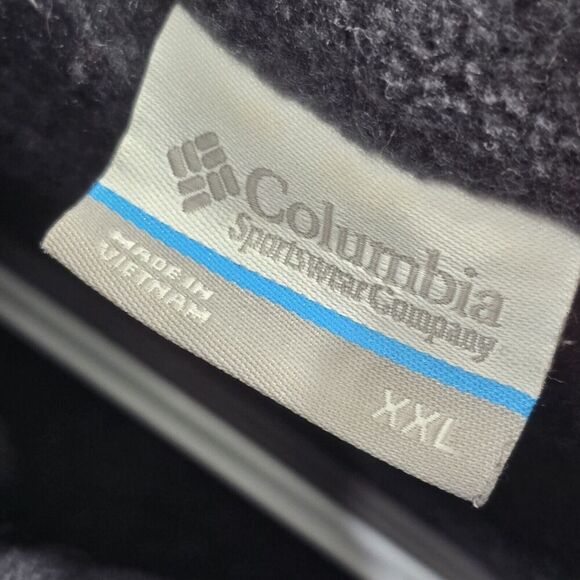 Columbia
Sportswear Company
MADE IN
VIETNAM
XXL